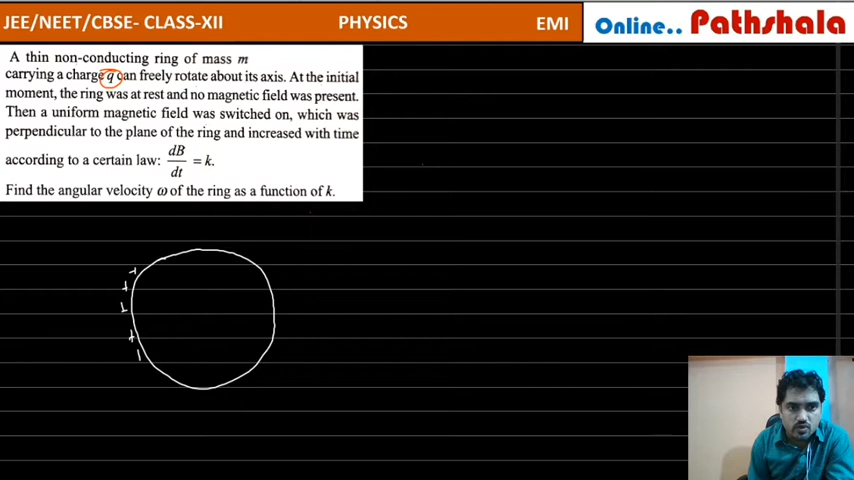 JEE/NEET/CBSE- CLASS-XII PHYSICS EMI Online.. Pathshala
A thin non-conducting ring of mass m
carrying a charge q can freely rotate about its axis. At the initial
moment, the ring was at rest and no magnetic field was present.
Then a uniform magnetic field was switched on, which was
perpendicular to the plane of the ring and increased with time
according to a certain law: dB/dt = k.
Find the angular velocity ω of the ring as a function of k.
+
+
+
+
+